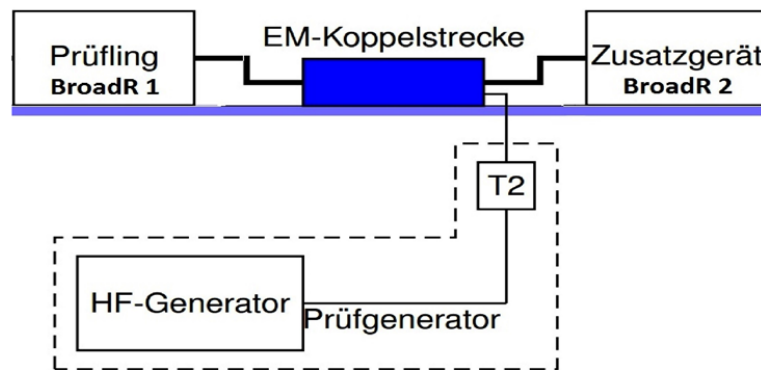 Prüfling
BroadR 1
EM-Koppelstrecke
Zusatzgerät
BroadR 2
T2
HF-Generator
Prüfgenerator